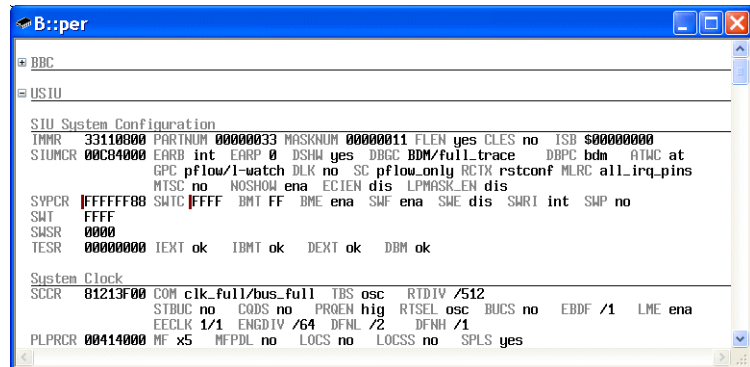 B::per
BBC
USIU
SIU System Configuration
IMMR 33110800 PARTNUM 00000033 MASKNUM 00000011 FLEN yes CLES no ISB $00000000
SIUMCR 00C84000 EARB int EARP 0 DSHW yes DBGC BDM/full_trace DBPC bdm ATWC at
GPC pflow/l-watch DLK no SC pflow_only RCTX rstconf MLRC all_irq_pins
MTSC no NOSHOW ena ECIEN dis LPMASK_EN dis
SYPCR FFFFFF88 SWTC FFFF BMT FF BME ena SWF ena SWE dis SWRI int SWP no
SWT FFFF
SWSR 0000
TESR 00000000 IEXT ok IBMT ok DEXT ok DBM ok
System Clock
SCCR 81213F00 COM clk_full/bus_full TBS osc RTDIV /512
STBUC no CQDS no PRQEN hig RTSEL osc BUCS no EBDF /1 LME ena
EECLK 1/1 ENGDIV /64 DFNL /2 DFNH /1
PLPRCR 00414000 MF x5 MFPDL no LOCS no LOCSS no SPLS yes